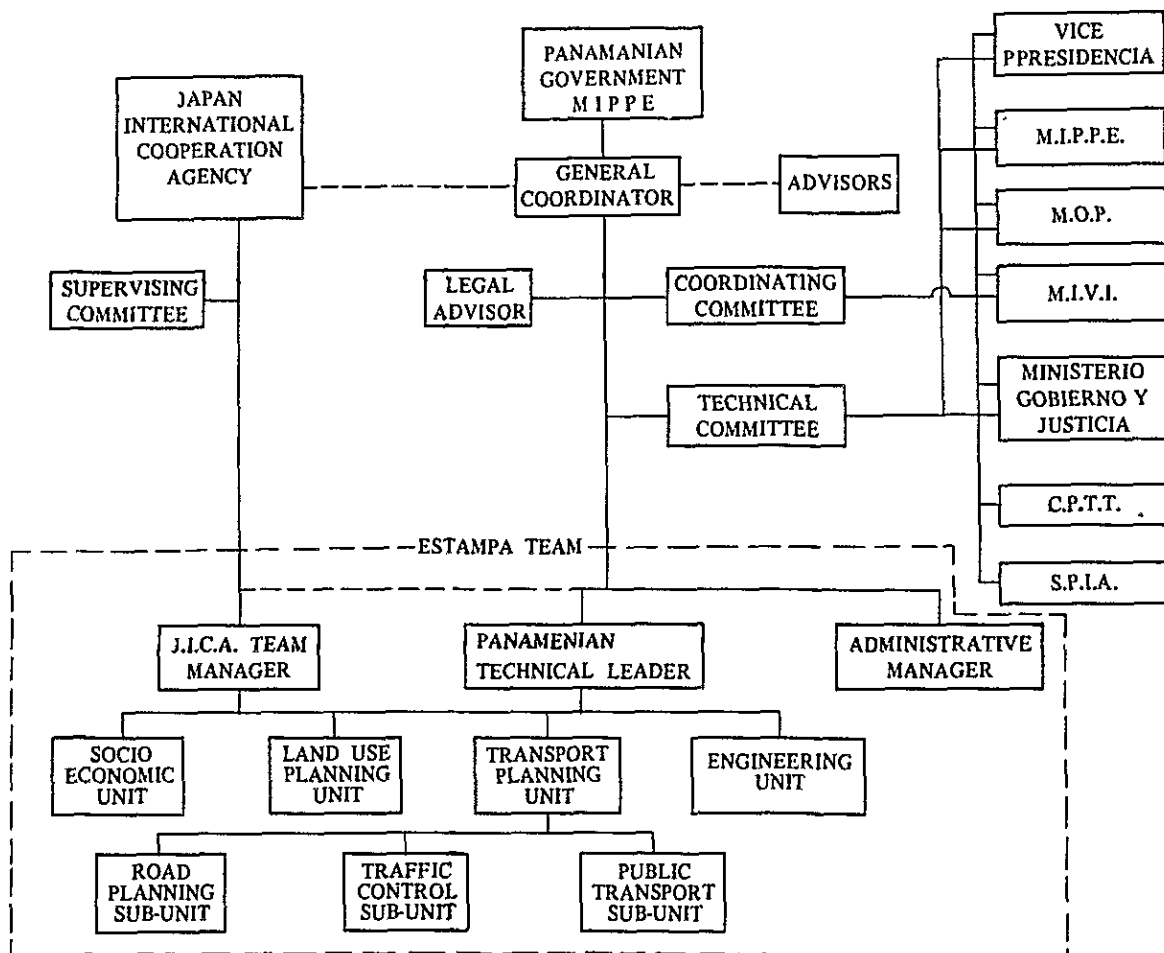 JAPAN
INTERNATIONAL
COOPERATION
AGENCY
PANAMANIAN
GOVERNMENT
MIPPE
GENERAL
COORDINATOR
ADVISORS
VICE
PPRESIDENCIA
M.I.P.P.E.
M.O.P.
M.I.V.I.
MINISTERIO
GOBIERNO Y
JUSTICIA
C.P.T.T.
S.P.I.A.
SUPERVISING
COMMITTEE
LEGAL
ADVISOR
COORDINATING
COMMITTEE
TECHNICAL
COMMITTEE
ESTAMPA TEAM
J.I.C.A. TEAM
MANAGER
PANAMENIAN
TECHNICAL LEADER
ADMINISTRATIVE
MANAGER
SOCIO
ECONOMIC
UNIT
LAND USE
PLANNING
UNIT
TRANSPORT
PLANNING
UNIT
ENGINEERING
UNIT
ROAD
PLANNING
SUB-UNIT
TRAFFIC
CONTROL
SUB-UNIT
PUBLIC
TRANSPORT
SUB-UNIT